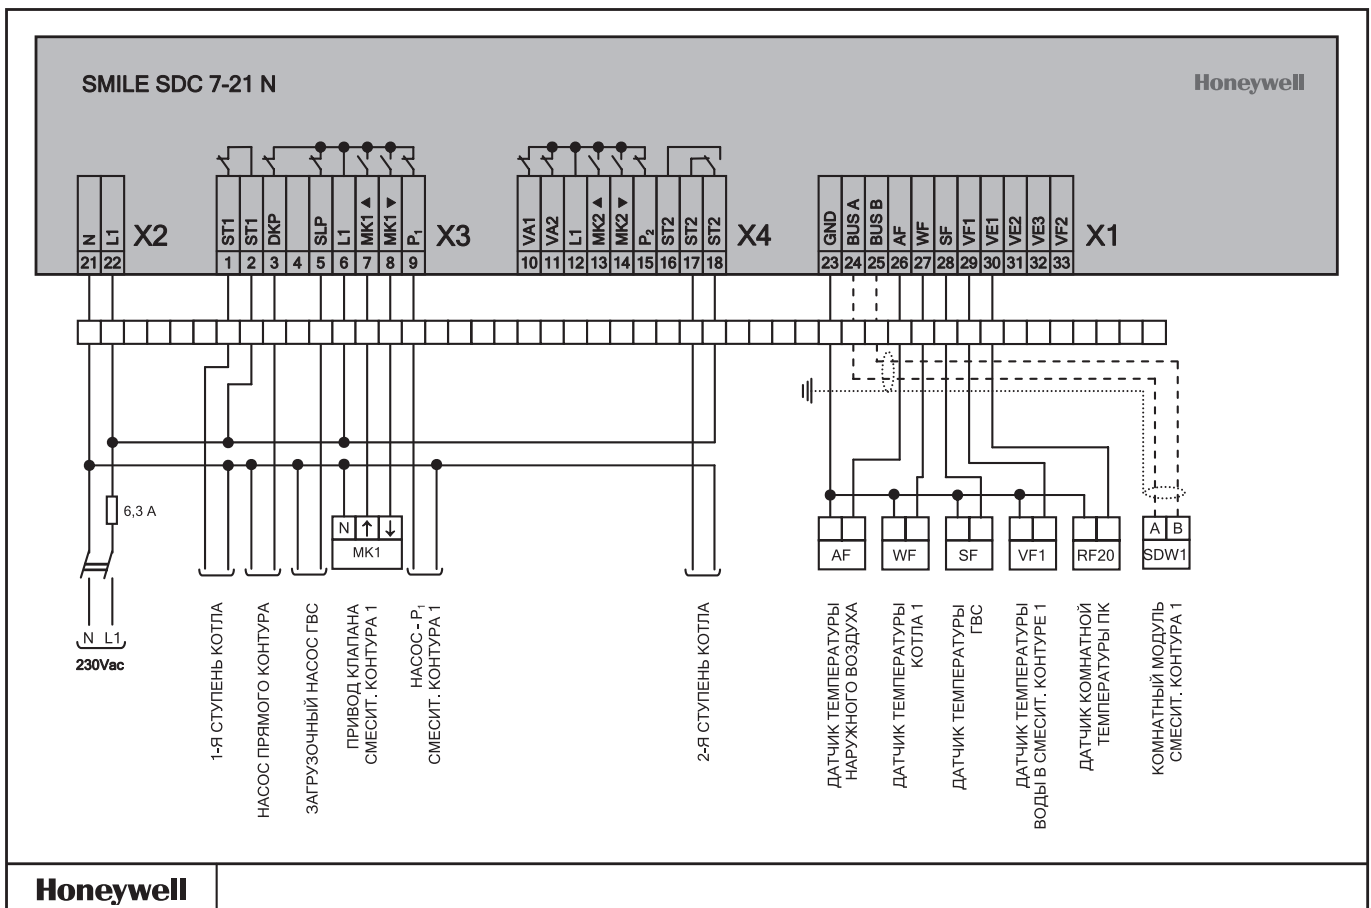 SMILE SDC 7-21 N
Honeywell
N
L1
X2
ST1
ST1
DKP
SLP
L1
MK1 ▲
MK1 ▼
P₁
X3
VA1
VA2
L1
MK2 ▲
MK2 ▼
P₂
ST2
ST2
ST2
X4
GND
BUS A
BUS B
AF
WF
SF
VF1
VE1
VE2
VE3
VF2
X1
21 22
1 2 3 4 5 6 7 8 9
10 11 12 13 14 15 16 17 18
23 24 25 26 27 28 29 30 31 32 33
6,3 A
N ↑ ↓
MK1
AF
WF
SF
VF1
RF20
A B
SDW1
N L1
230Vac
1-Я СТУПЕНЬ КОТЛА
НАСОС ПРЯМОГО КОНТУРА
ЗАГРУЗОЧНЫЙ НАСОС ГВС
ПРИВОД КЛАПАНА
СМЕСИТ. КОНТУРА 1
НАСОС - P₁
СМЕСИТ. КОНТУРА 1
2-Я СТУПЕНЬ КОТЛА
ДАТЧИК ТЕМПЕРАТУРЫ
НАРУЖНОГО ВОЗДУХА
ДАТЧИК ТЕМПЕРАТУРЫ
КОТЛА 1
ДАТЧИК ТЕМПЕРАТУРЫ
ГВС
ДАТЧИК ТЕМПЕРАТУРЫ
ВОДЫ В СМЕСИТ. КОНТУРЕ 1
ДАТЧИК КОМНАТНОЙ
ТЕМПЕРАТУРЫ ПК
КОМНАТНЫЙ МОДУЛЬ
СМЕСИТ. КОНТУРА 1
Honeywell